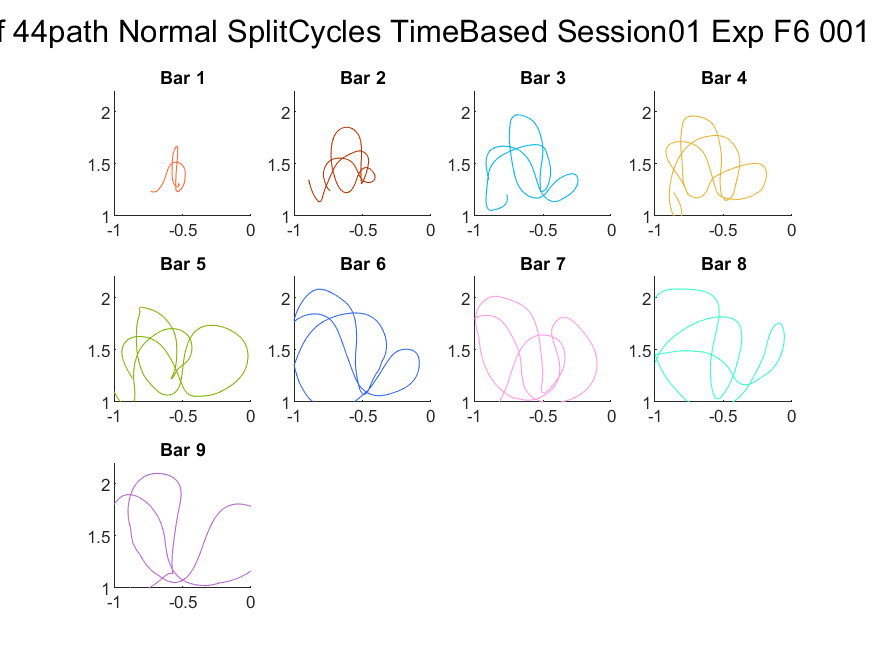 f 44path Normal SplitCycles TimeBased Session01 Exp F6 001
Bar 1 Bar 2 Bar 3 Bar 4
2 2 2 2
1.5 1.5 1.5 1.5
1 1 1 1
-1 -0.5 0 -1 -0.5 0 -1 -0.5 0 -1 -0.5 0
Bar 5 Bar 6 Bar 7 Bar 8
2 2 2 2
1.5 1.5 1.5 1.5
1 1 1 1
-1 -0.5 0 -1 -0.5 0 -1 -0.5 0 -1 -0.5 0
Bar 9
2
1.5
1
-1 -0.5 0